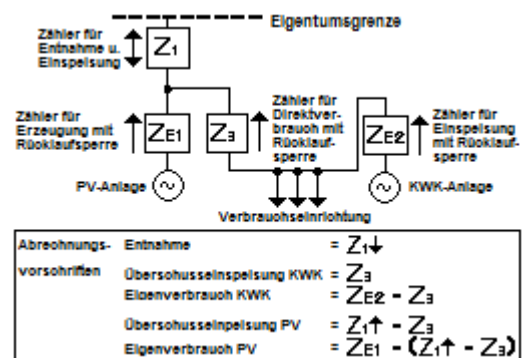 Eigentumsgrenze
Zähler für
Entnahme u.
Einspeisung
Z1
Zähler für
Erzeugung mit
Rücklaufsperre
ZE1
Z3
Zähler für
Direktver-
brauch mit
Rücklauf-
sperre
ZE2
Zähler für
Einspeisung
mit Rücklauf-
sperre
PV-Anlage
KWK-Anlage
Verbrauchseinrichtung
Abrechnungs- Entnahme = Z1↓
vorschriften Überschusseinspeisung KWK = Z3
Eigenverbrauch KWK = ZE2 - Z3
Überschusseinspeisung PV = Z1↑ - Z3
Eigenverbrauch PV = ZE1 - (Z1↑ - Z3)